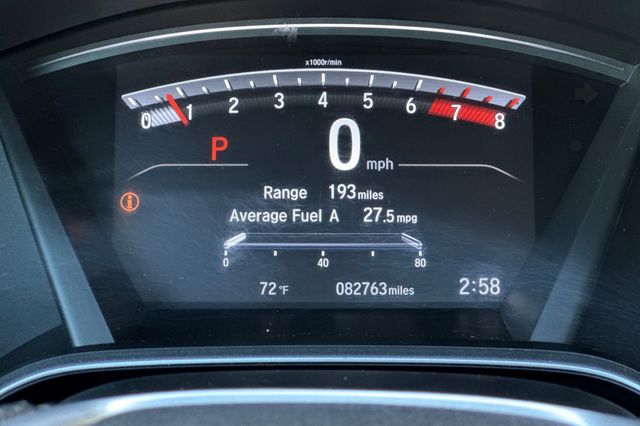 x1000r/min
0 1 2 3 4 5 6 7 8
P
0 mph
Range 193 miles
i
Average Fuel A 27.5 mpg
0 40 80
72 °F 082763 miles 2:58